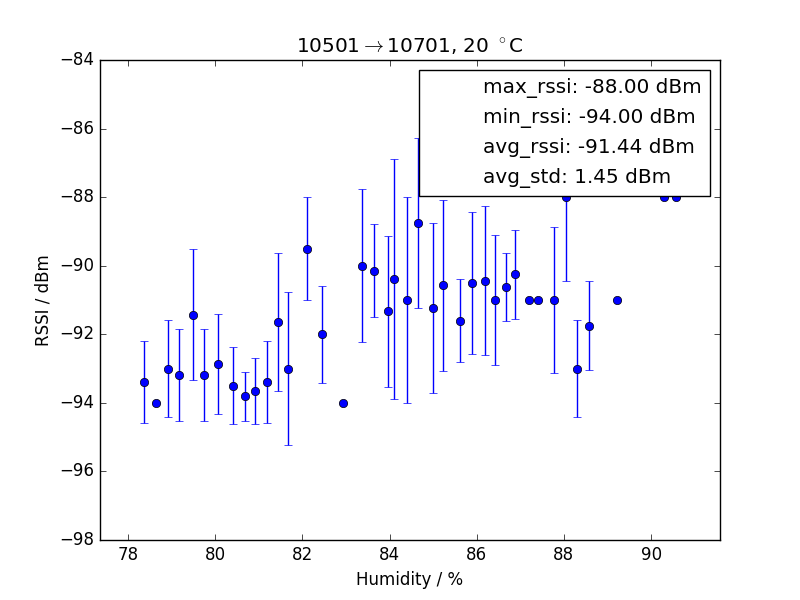 10501→10701, 20 °C
max_rssi: -88.00 dBm
min_rssi: -94.00 dBm
avg_rssi: -91.44 dBm
avg_std: 1.45 dBm
RSSI / dBm
−84
−86
−88
−90
−92
−94
−96
−98
78 80 82 84 86 88 90
Humidity / %